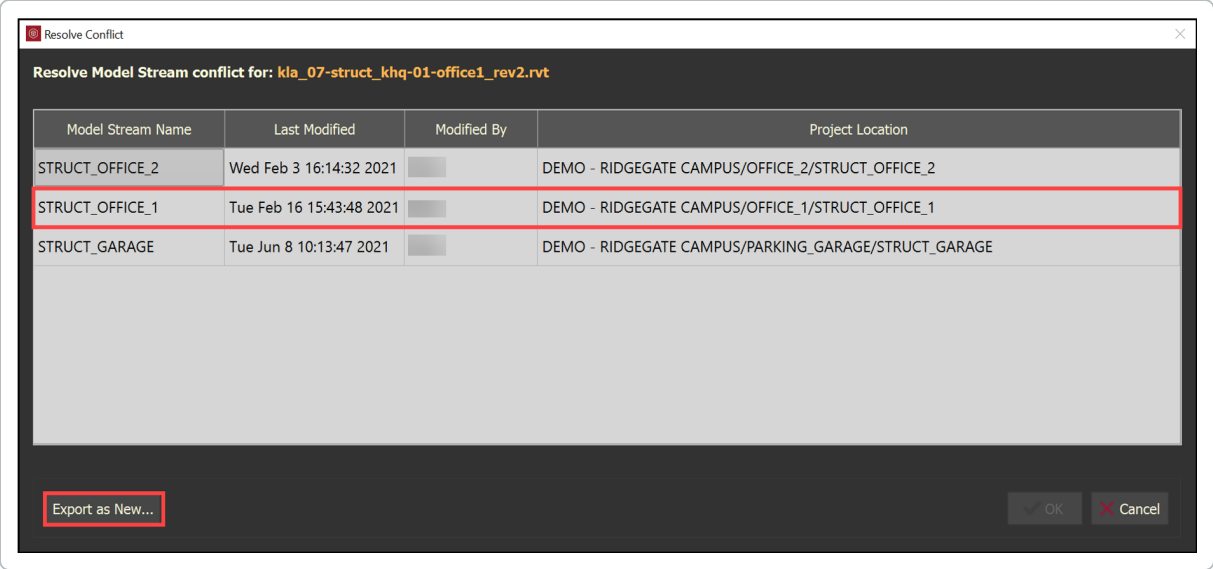 Resolve Conflict
Resolve Model Stream conflict for: kla_07-struct_khq-01-office1_rev2.rvt
Model Stream Name Last Modified Modified By Project Location
STRUCT_OFFICE_2 Wed Feb 3 16:14:32 2021 DEMO - RIDGEGATE CAMPUS/OFFICE_2/STRUCT_OFFICE_2
STRUCT_OFFICE_1 Tue Feb 16 15:43:48 2021 DEMO - RIDGEGATE CAMPUS/OFFICE_1/STRUCT_OFFICE_1
STRUCT_GARAGE Tue Jun 8 10:13:47 2021 DEMO - RIDGEGATE CAMPUS/PARKING_GARAGE/STRUCT_GARAGE
Export as New... OK Cancel